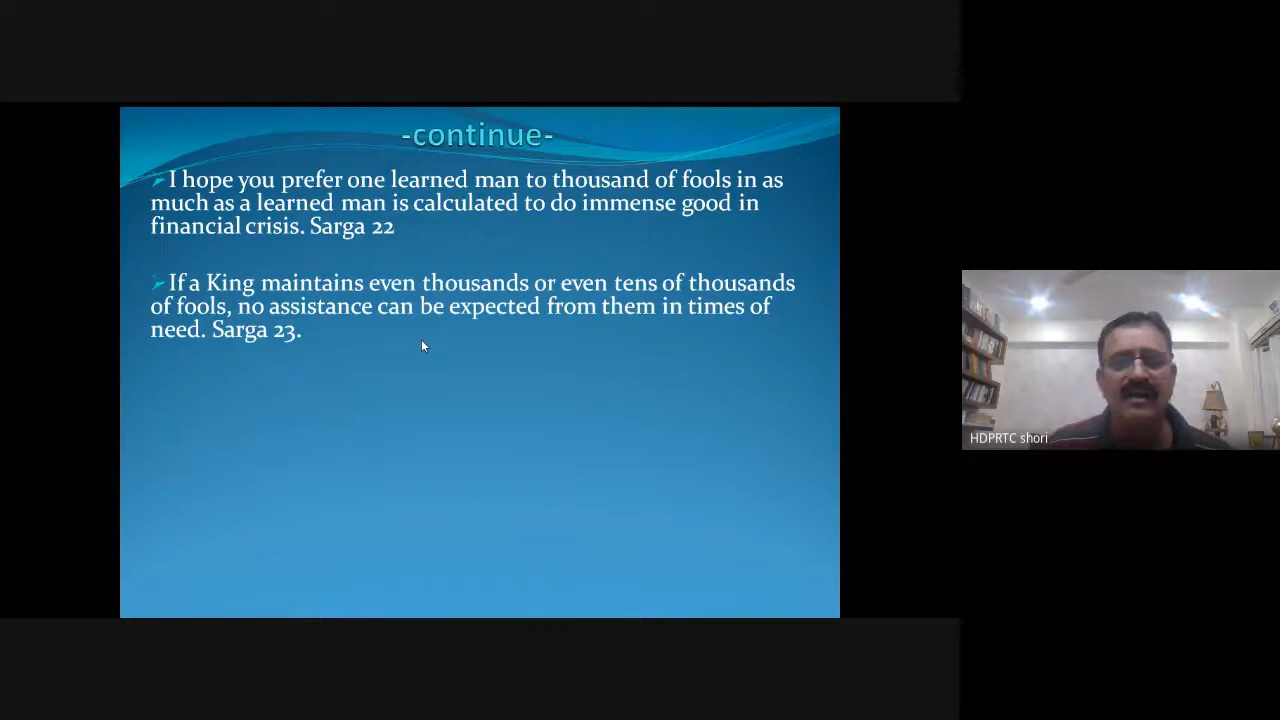 -continue-
I hope you prefer one learned man to thousand of fools in as
much as a learned man is calculated to do immense good in
financial crisis. Sarga 22
If a King maintains even thousands or even tens of thousands
of fools, no assistance can be expected from them in times of
need. Sarga 23.
HDPRTC shori